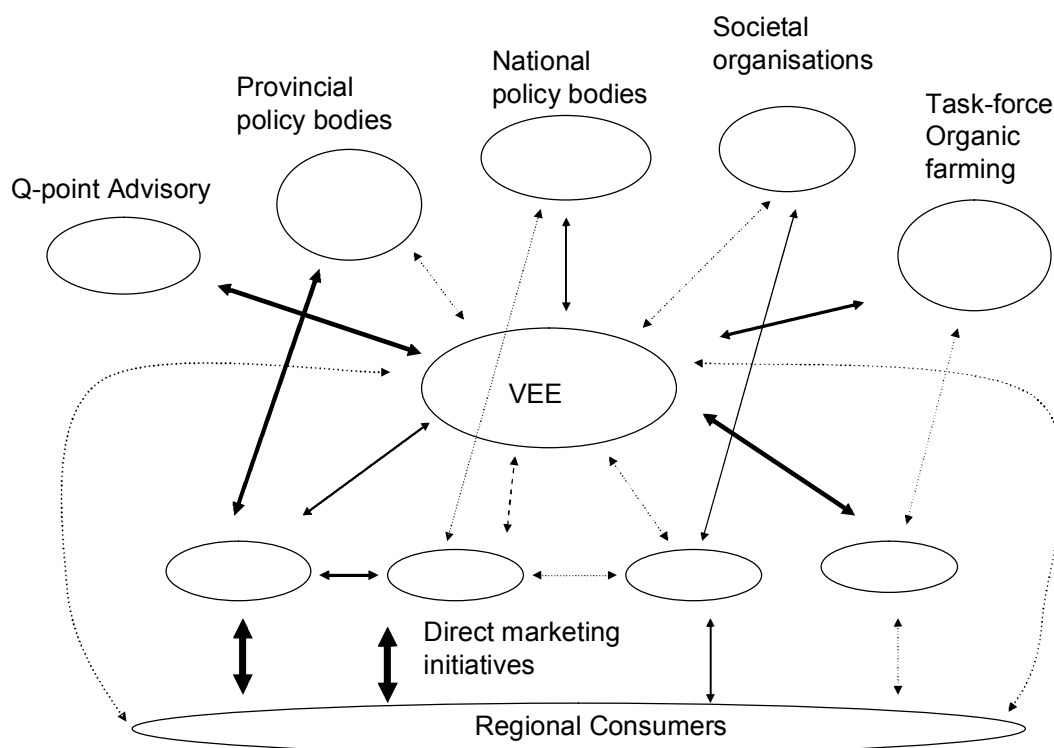 Societal
organisations
National
policy bodies
Provincial
policy bodies
Task-force
Organic
farming
Q-point Advisory
VEE
Direct marketing
initiatives
Regional Consumers